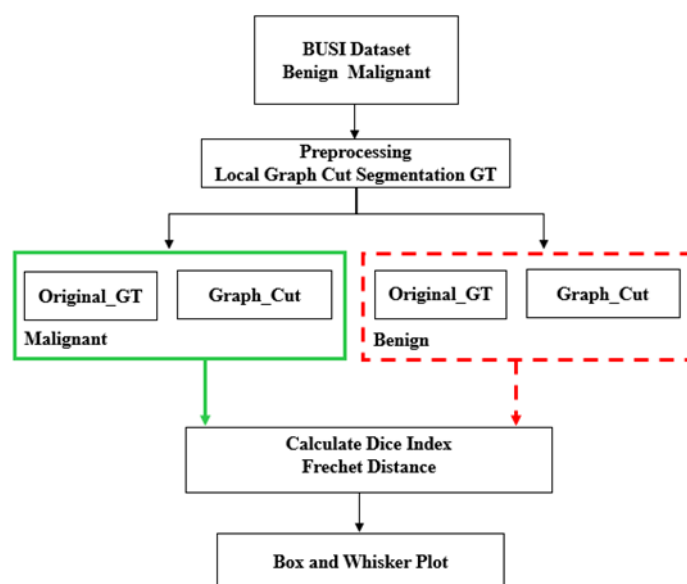 BUSI Dataset
Benign Malignant
Preprocessing
Local Graph Cut Segmentation GT
Original_GT
Graph_Cut
Malignant
Original_GT
Graph_Cut
Benign
Calculate Dice Index
Frechet Distance
Box and Whisker Plot